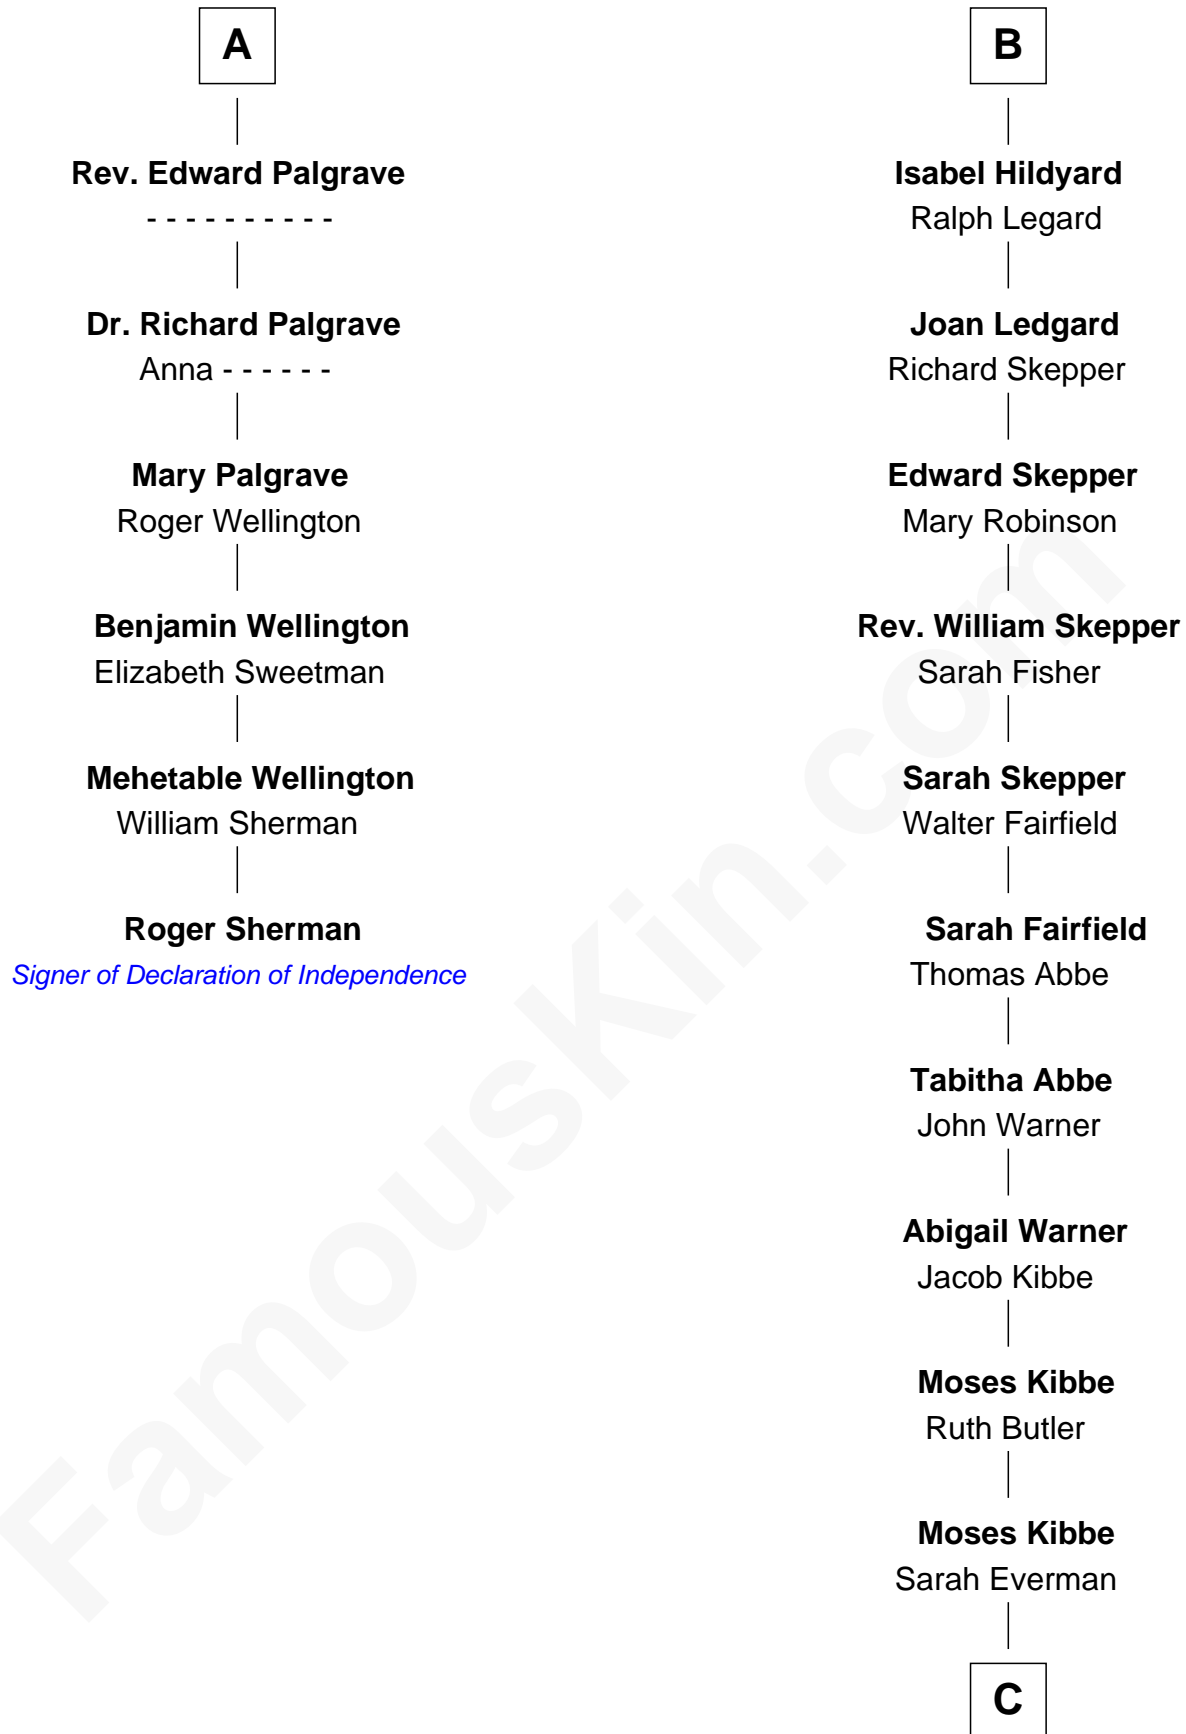 A
Rev. Edward Palgrave
- - - - - - - - - -
Dr. Richard Palgrave
Anna - - - - - -
Mary Palgrave
Roger Wellington
Benjamin Wellington
Elizabeth Sweetman
Mehetable Wellington
William Sherman
Roger Sherman
Signer of Declaration of Independence
B
Isabel Hildyard
Ralph Legard
Joan Ledgard
Richard Skepper
Edward Skepper
Mary Robinson
Rev. William Skepper
Sarah Fisher
Sarah Skepper
Walter Fairfield
Sarah Fairfield
Thomas Abbe
Tabitha Abbe
John Warner
Abigail Warner
Jacob Kibbe
Moses Kibbe
Ruth Butler
Moses Kibbe
Sarah Everman
C
FamousKin.com